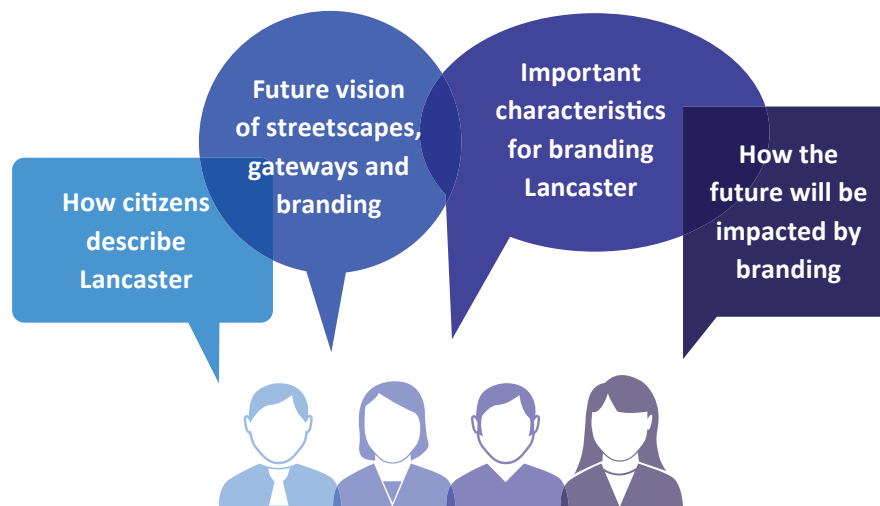 How citizens
describe
Lancaster
Future vision
of streetscapes,
gateways and
branding
Important
characteristics
for branding
Lancaster
How the
future will be
impacted by
branding